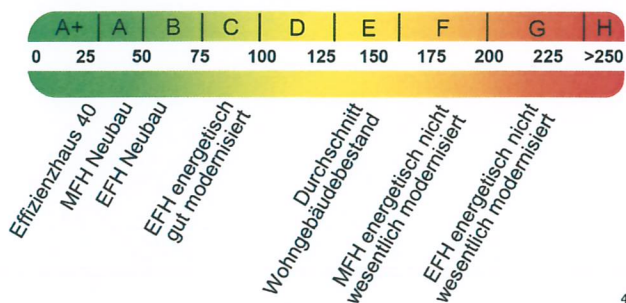 A+ A B C D E F G H
0 25 50 75 100 125 150 175 200 225 >250
Effizienzhaus 40
MFH Neubau
EFH Neubau
EFH energetisch
gut modernisiert
Durchschnitt
Wohngebäudebestand
MFH energetisch nicht
wesentlich modernisiert
EFH energetisch nicht
wesentlich modernisiert